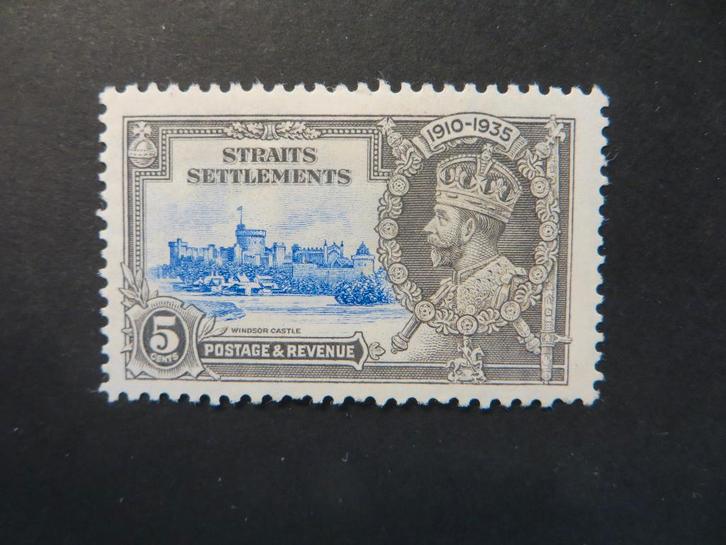 1910-1935
STRAITS
SETTLEMENTS
WINDSOR CASTLE
5
CENTS
POSTAGE & REVENUE